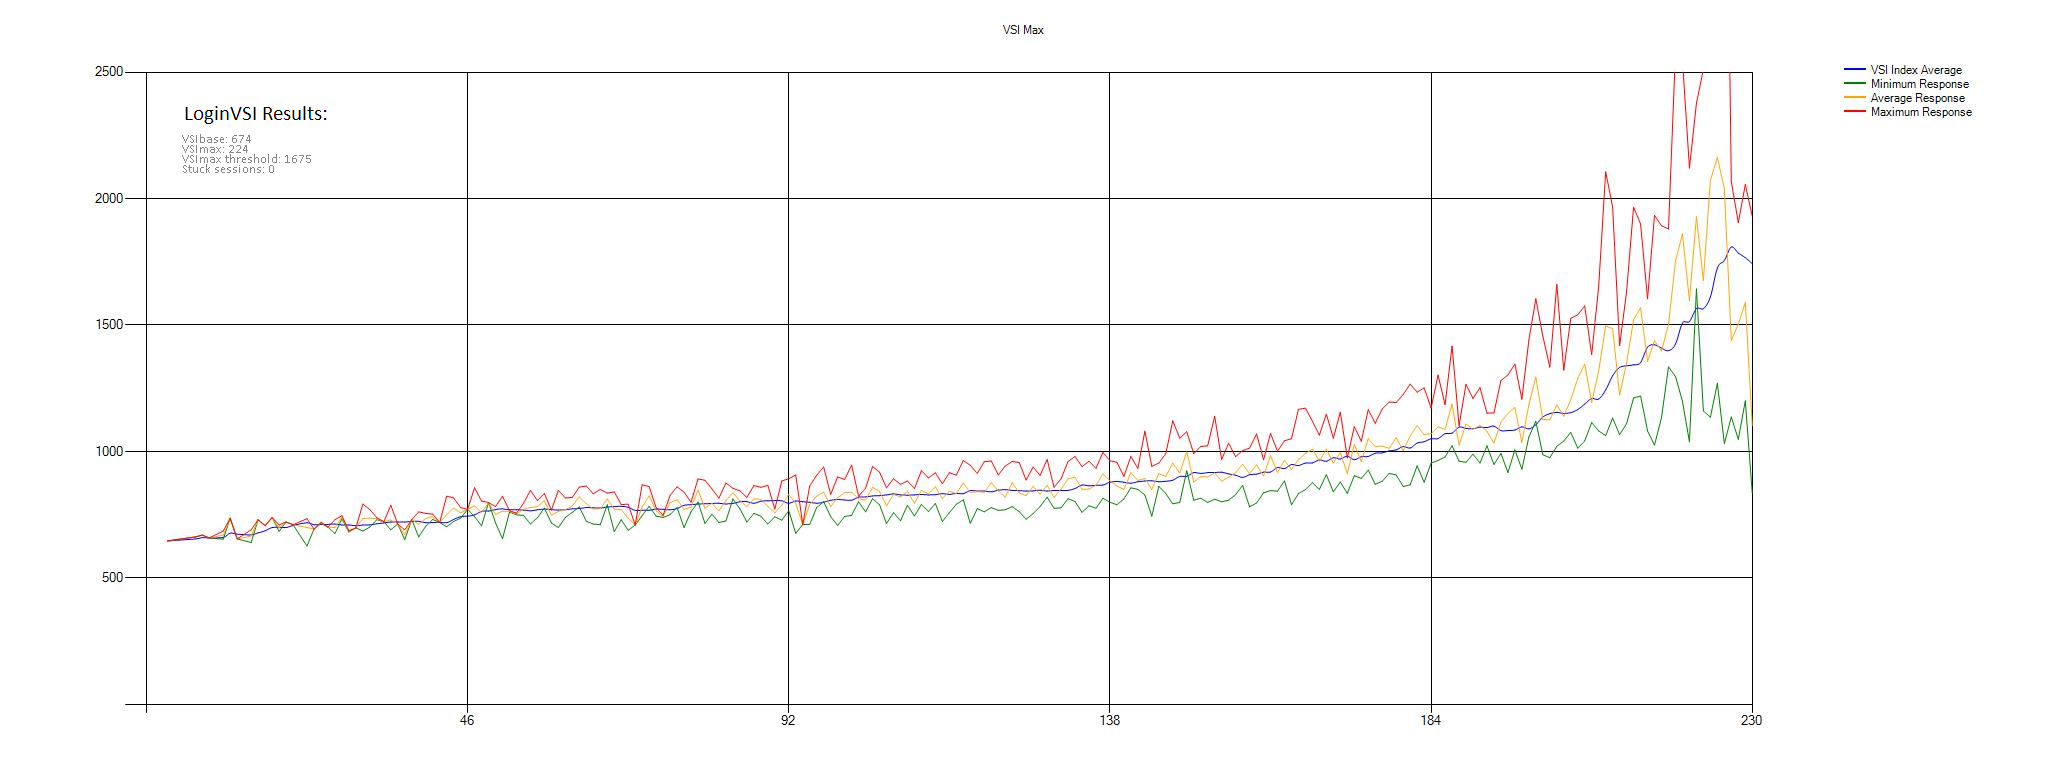 VSI Max
2500
2000
1500
1000
500
46
92
138
184
230
LoginVSI Results:
VSIbase: 674
VSImax: 224
VSImax threshold: 1675
Stuck sessions: 0
VSI Index Average
Minimum Response
Average Response
Maximum Response